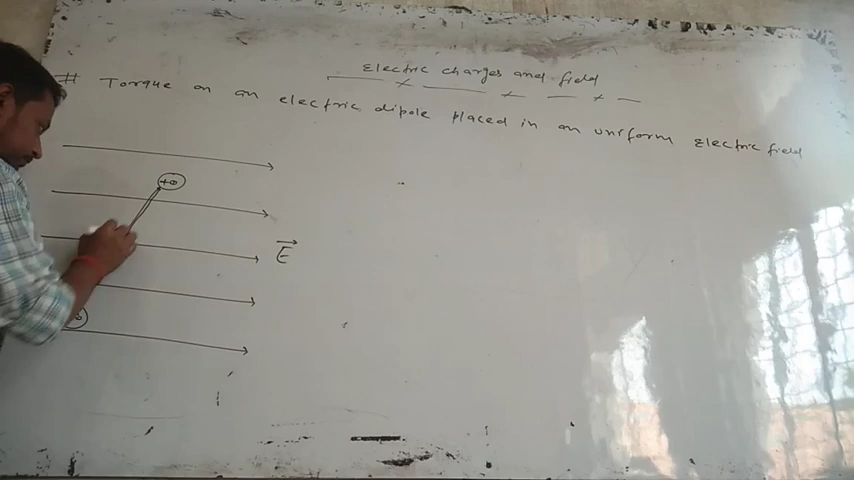 Electric charges and field
# Torque on an electric dipole placed in an uniform electric field
+q
E